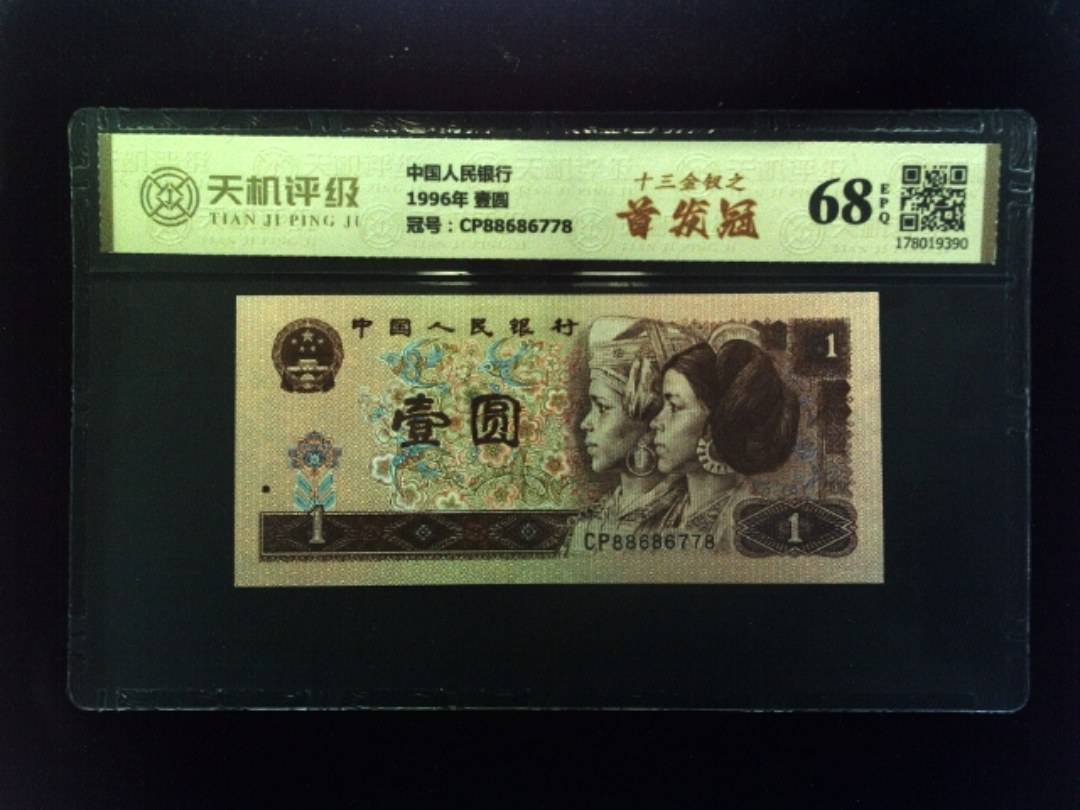 天机评级
TIAN JI PING JI
中国人民银行
1996年 壹圆
冠号：CP88686778
十三金钗之
首发冠
68
EPQ
178019390
中国人民银行
1
壹圆
1
CP88686778
1